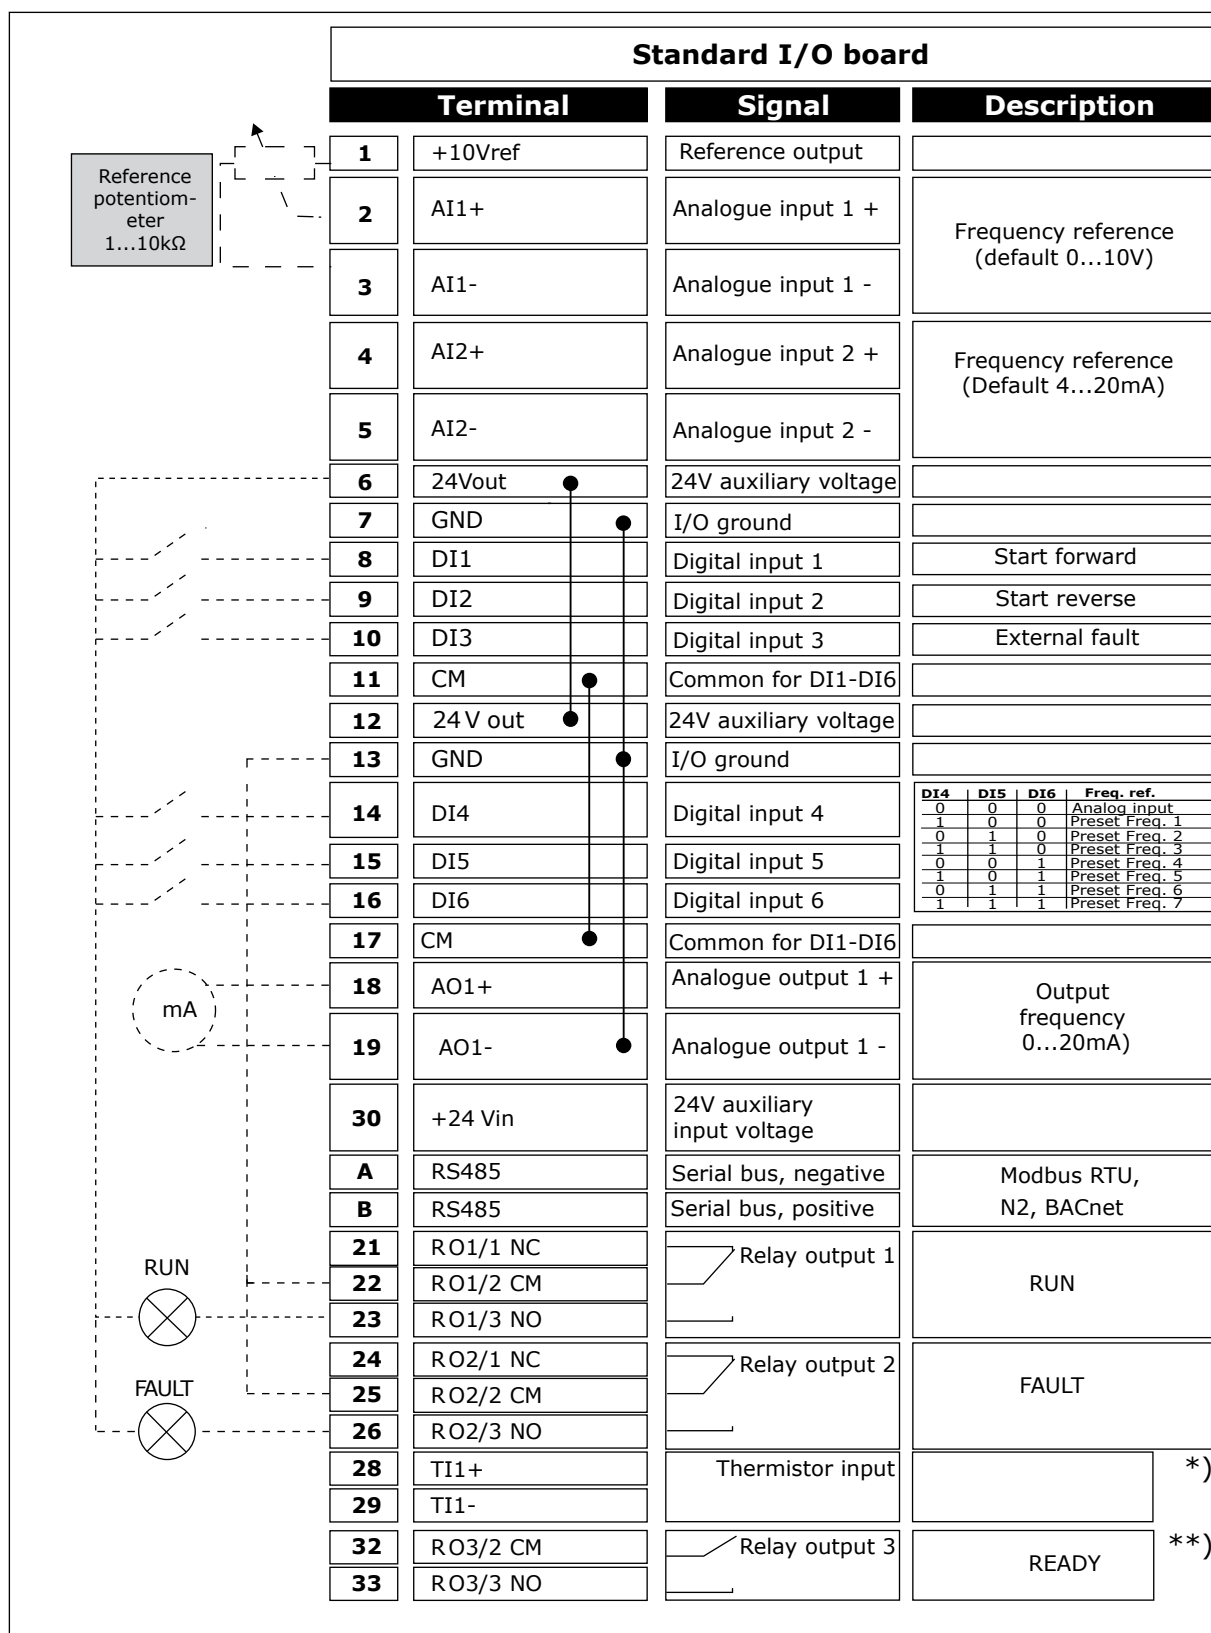 Standard I/O board
Terminal Signal Description
Reference
potentiom-
eter
1...10kΩ
1 +10Vref Reference output
2 AI1+ Analogue input 1 +
3 AI1- Analogue input 1 -
Frequency reference
(default 0...10V)
4 AI2+ Analogue input 2 +
5 AI2- Analogue input 2 -
Frequency reference
(Default 4...20mA)
6 24Vout 24V auxiliary voltage
7 GND I/O ground
8 DI1 Digital input 1 Start forward
9 DI2 Digital input 2 Start reverse
10 DI3 Digital input 3 External fault
11 CM Common for DI1-DI6
12 24 V out 24V auxiliary voltage
13 GND I/O ground
14 DI4 Digital input 4
15 DI5 Digital input 5
16 DI6 Digital input 6
DI4 DI5 DI6 Freq. ref.
0 0 0 Analog input
1 0 0 Preset Freq. 1
0 1 0 Preset Freq. 2
1 1 0 Preset Freq. 3
0 0 1 Preset Freq. 4
1 0 1 Preset Freq. 5
0 1 1 Preset Freq. 6
1 1 1 Preset Freq. 7
17 CM Common for DI1-DI6
mA
18 AO1+ Analogue output 1 +
19 AO1- Analogue output 1 -
Output
frequency
0...20mA)
30 +24 Vin 24V auxiliary
input voltage
A RS485 Serial bus, negative
B RS485 Serial bus, positive
Modbus RTU,
N2, BACnet
RUN
21 RO1/1 NC Relay output 1
22 RO1/2 CM RUN
23 RO1/3 NO
FAULT
24 RO2/1 NC Relay output 2
25 RO2/2 CM FAULT
26 RO2/3 NO
28 TI1+ Thermistor input *)
29 TI1-
32 RO3/2 CM Relay output 3 READY **)
33 RO3/3 NO